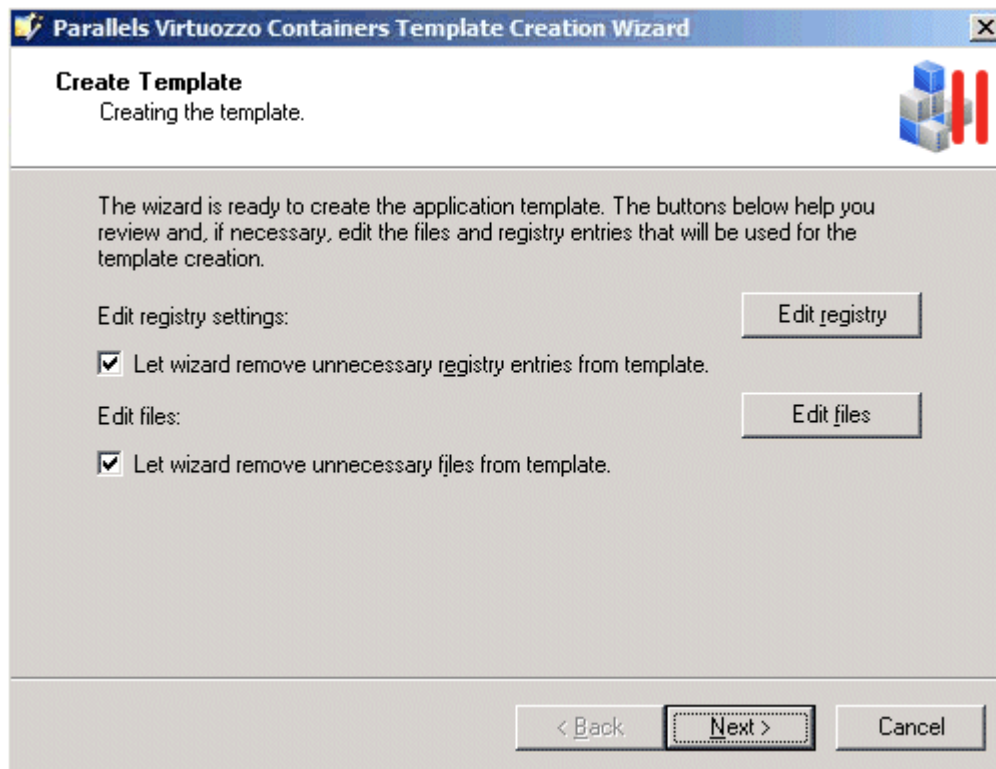 Parallels Virtuozzo Containers Template Creation Wizard
Create Template
Creating the template.
The wizard is ready to create the application template. The buttons below help you
review and, if necessary, edit the files and registry entries that will be used for the
template creation.
Edit registry settings:
Edit registry
Let wizard remove unnecessary registry entries from template.
Edit files:
Edit files
Let wizard remove unnecessary files from template.
< Back
Next >
Cancel